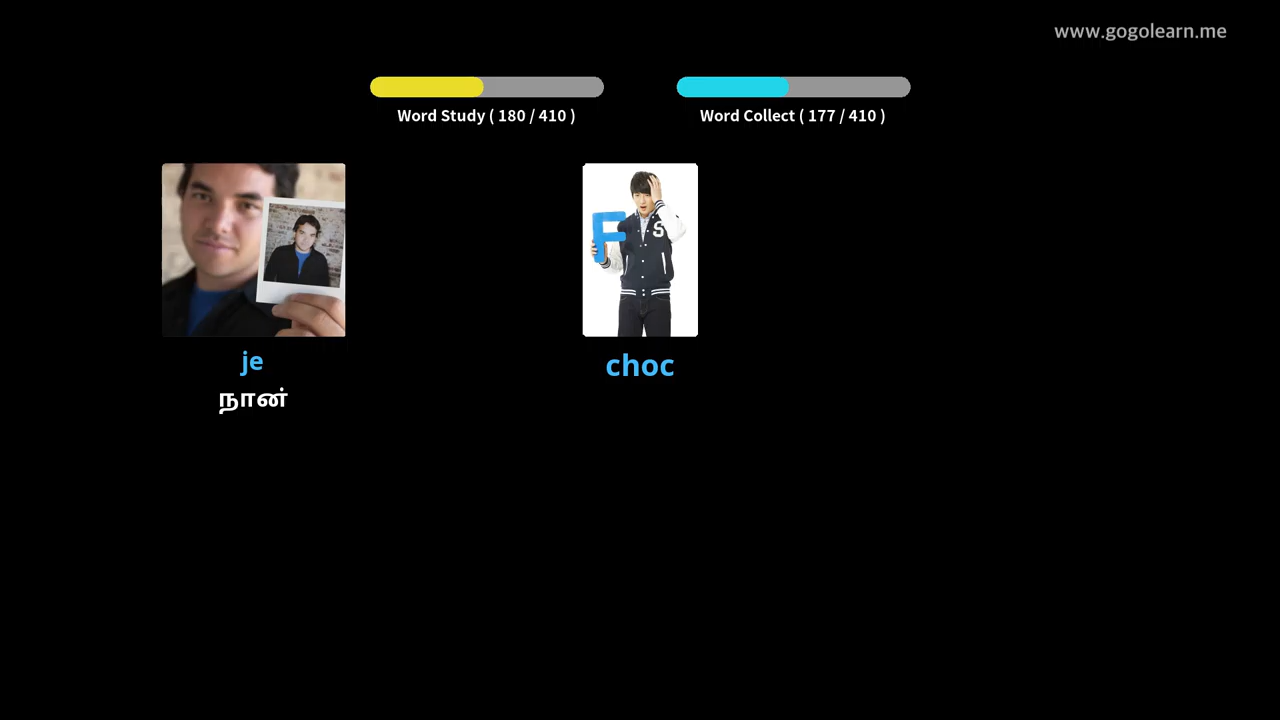 www.gogolearn.me
Word Study ( 180 / 410 )
Word Collect ( 177 / 410 )
F
S
je
choc
நான்